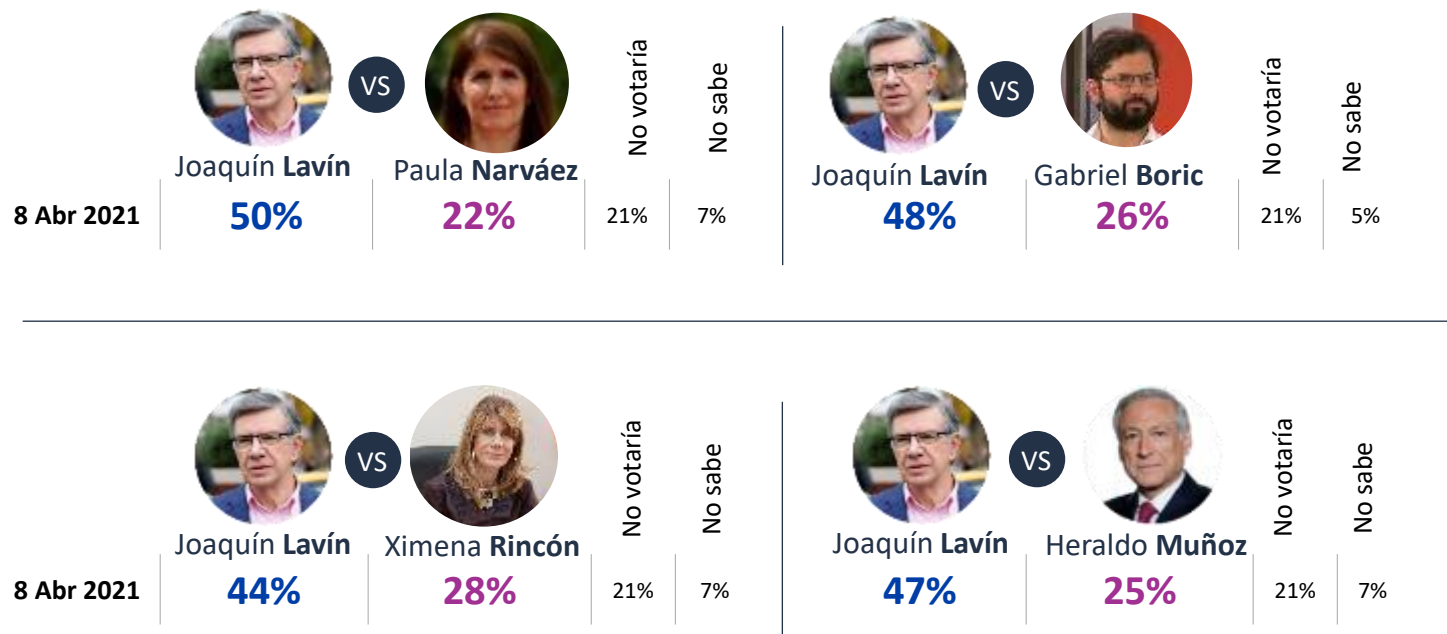 VS
No votaría
No sabe
Joaquín Lavín
Paula Narváez
8 Abr 2021
50%
22%
21%
7%
VS
No votaría
No sabe
Joaquín Lavín
Gabriel Boric
48%
26%
21%
5%
VS
No votaría
No sabe
Joaquín Lavín
Ximena Rincón
8 Abr 2021
44%
28%
21%
7%
VS
No votaría
No sabe
Joaquín Lavín
Heraldo Muñoz
47%
25%
21%
7%